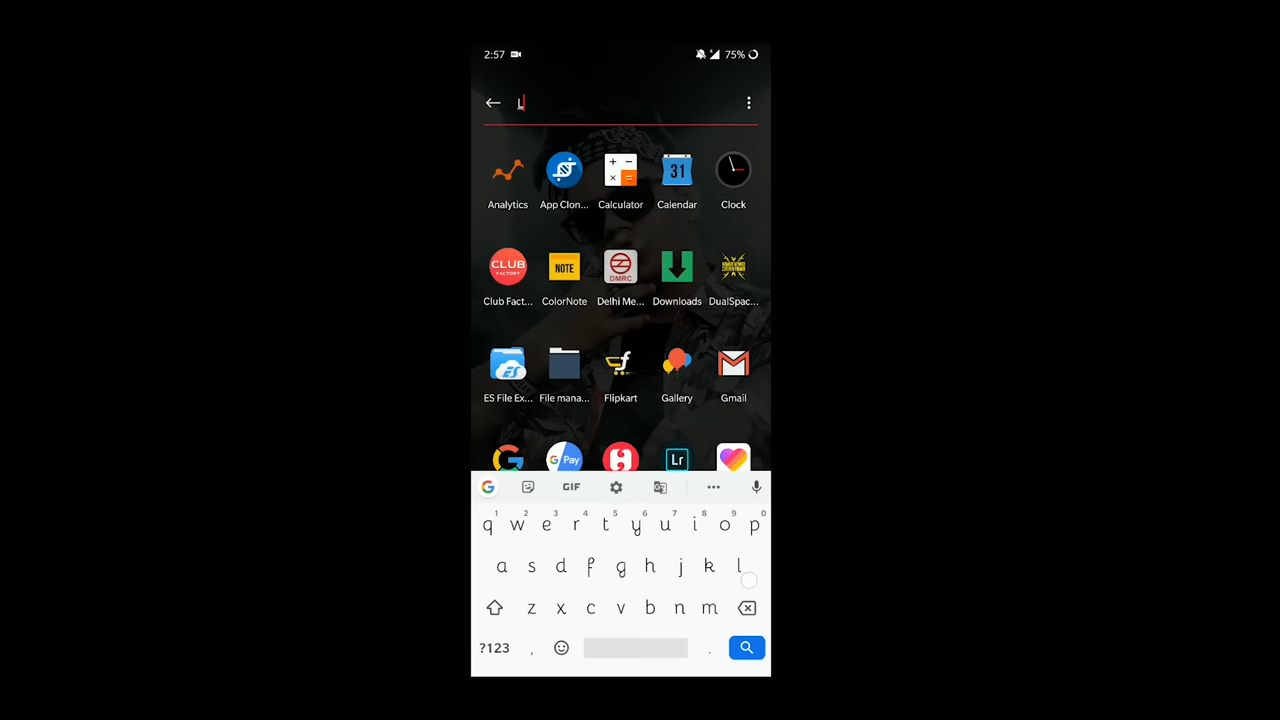 2:57 75%
L
Analytics App Clon... Calculator Calendar Clock
CLUB FACTORY NOTE DMRC
31
Club Fact... ColorNote Delhi Me... Downloads DualSpac...
ES
ES File Ex... File mana... Flipkart Gallery Gmail
G Pay Lr
GIF
1 2 3 4 5 6 7 8 9 0
q w e r t y u i o p
a s d f g h j k l
z x c v b n m
?123 , .